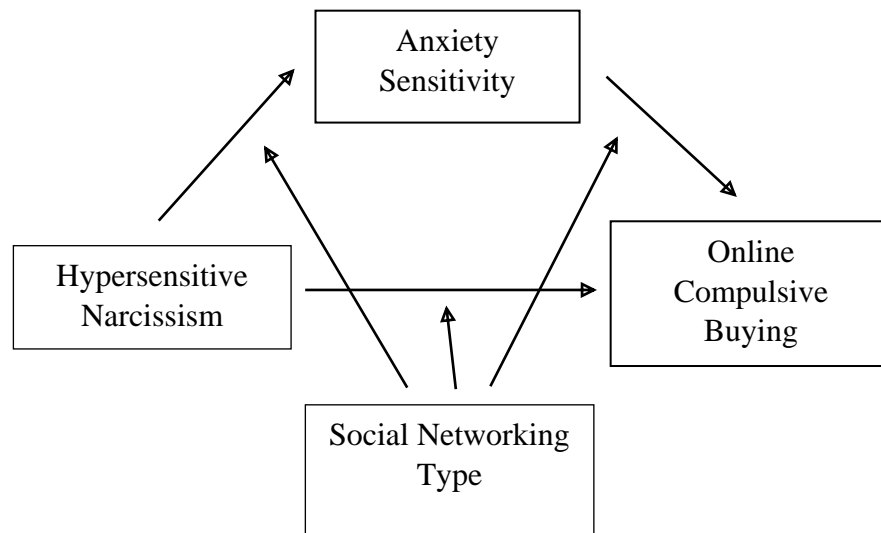 Anxiety
Sensitivity
Hypersensitive
Narcissism
Online
Compulsive
Buying
Social Networking
Type